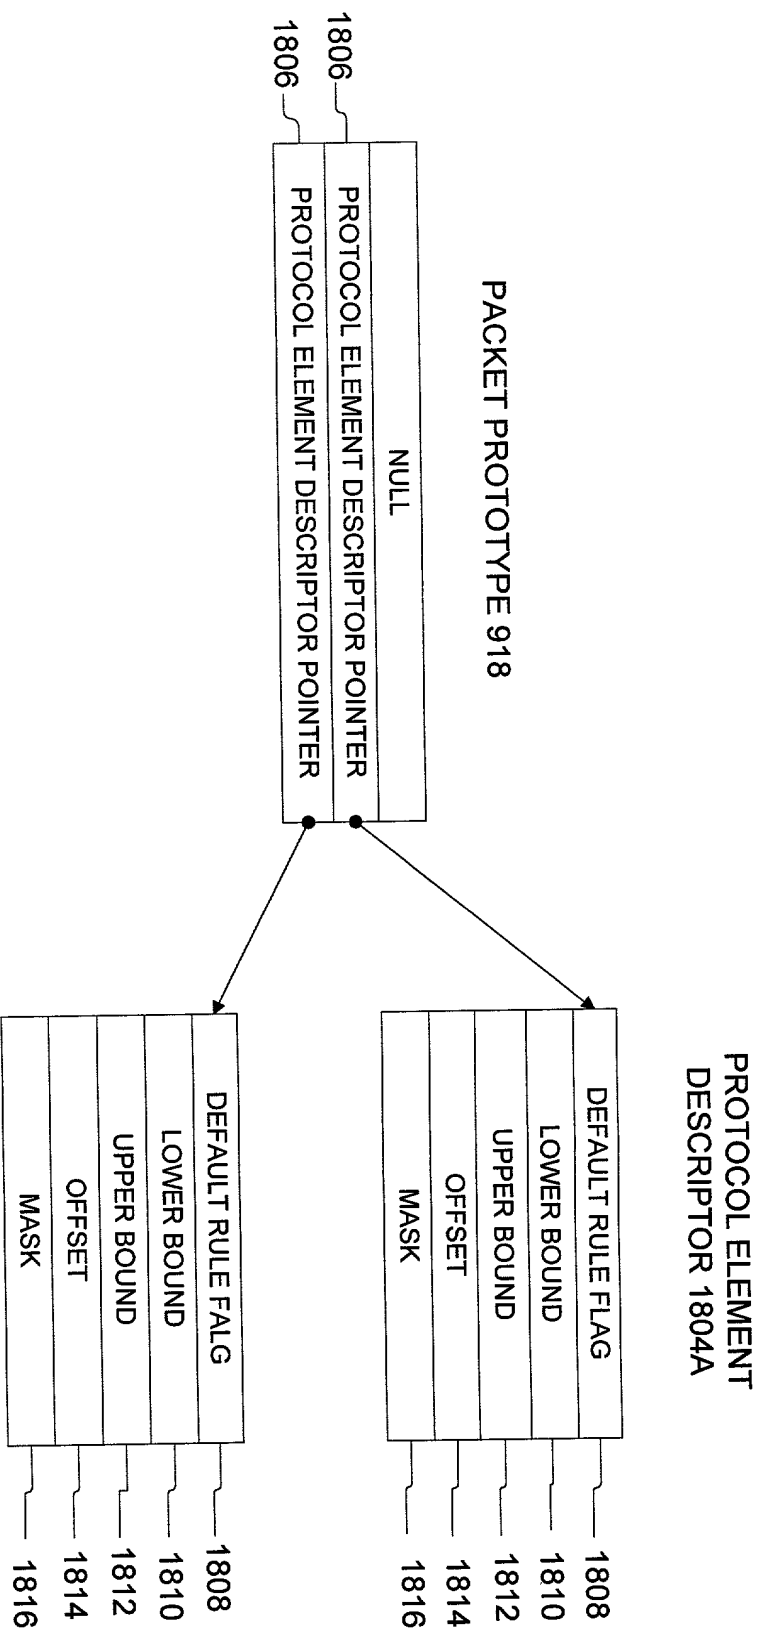 PROTOCOL ELEMENT
DESCRIPTOR 1804A
PACKET PROTOTYPE 918
NULL
1806
PROTOCOL ELEMENT DESCRIPTOR POINTER
1806
PROTOCOL ELEMENT DESCRIPTOR POINTER
DEFAULT RULE FLAG
1808
LOWER BOUND
1810
UPPER BOUND
1812
OFFSET
1814
MASK
1816
DEFAULT RULE FALG
1808
LOWER BOUND
1810
UPPER BOUND
1812
OFFSET
1814
MASK
1816